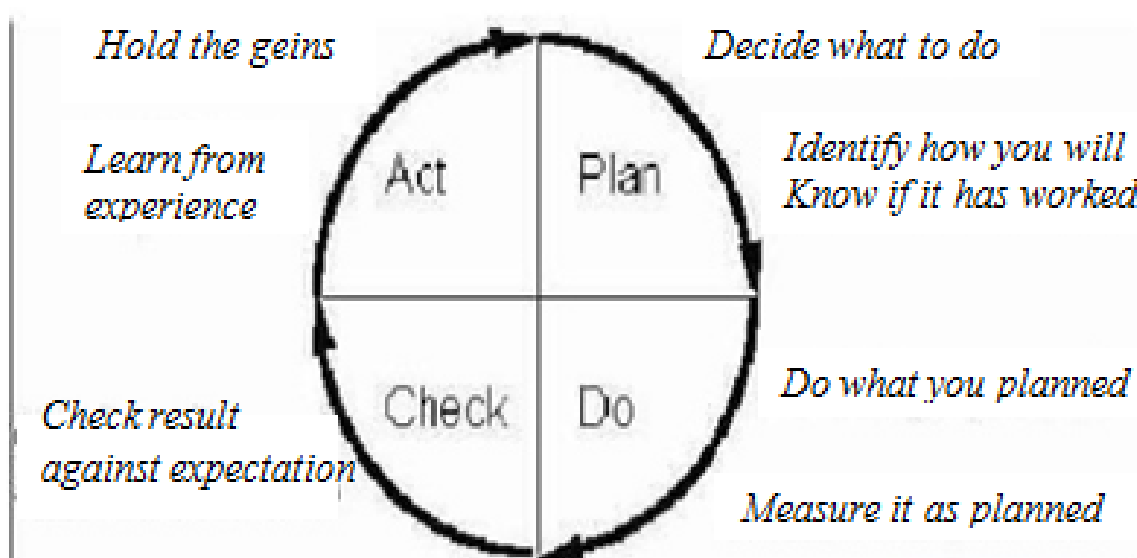 Hold the geins
Decide what to do
Learn from
experience
Act
Plan
Identify how you will
Know if it has worked
Check result
against expectation
Check
Do
Do what you planned
Measure it as planned